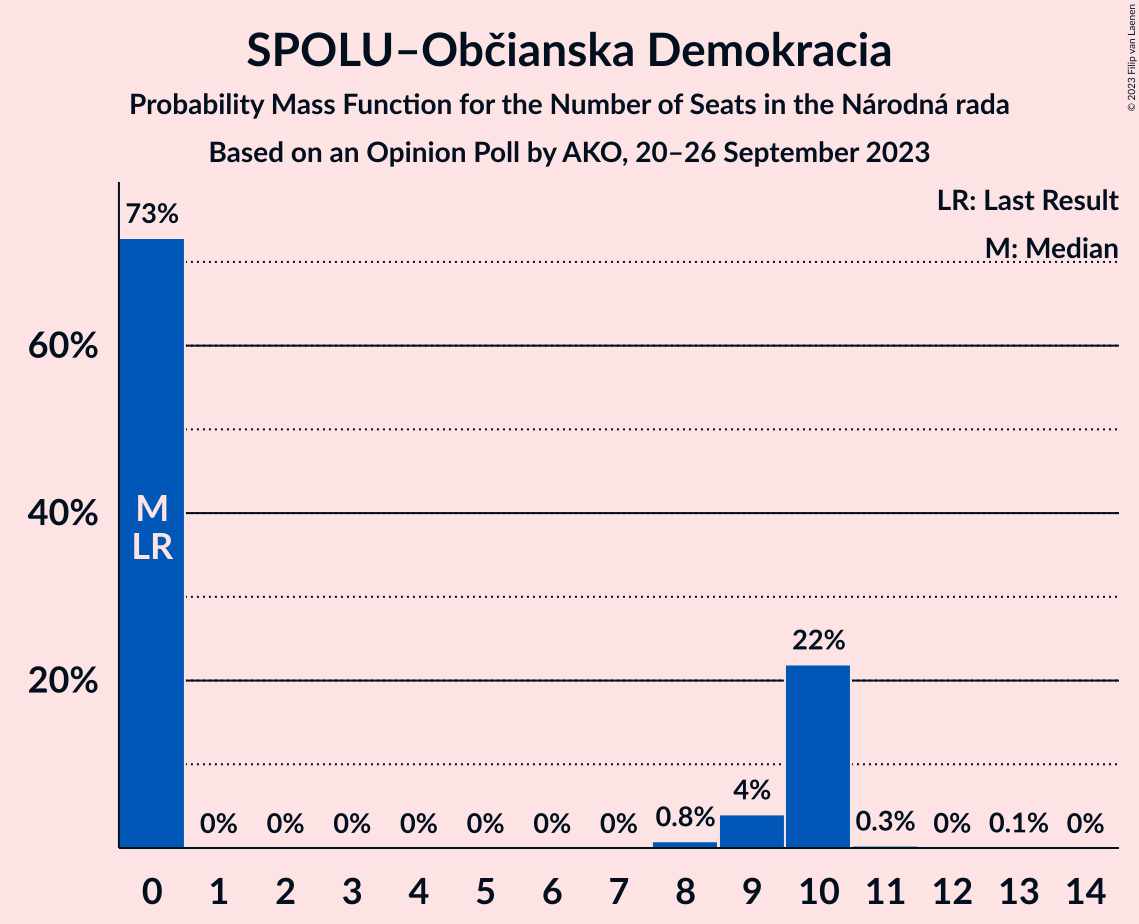 SPOLU–Občianska Demokracia
Probability Mass Function for the Number of Seats in the Národná rada
Based on an Opinion Poll by AKO, 20–26 September 2023
© 2023 Filip van Laenen
LR: Last Result
M: Median
73%
60%
40%
20%
M
LR
0%
0%
0%
0%
0%
0%
0%
0.8%
4%
22%
0.3%
0%
0.1%
0%
0 1 2 3 4 5 6 7 8 9 10 11 12 13 14